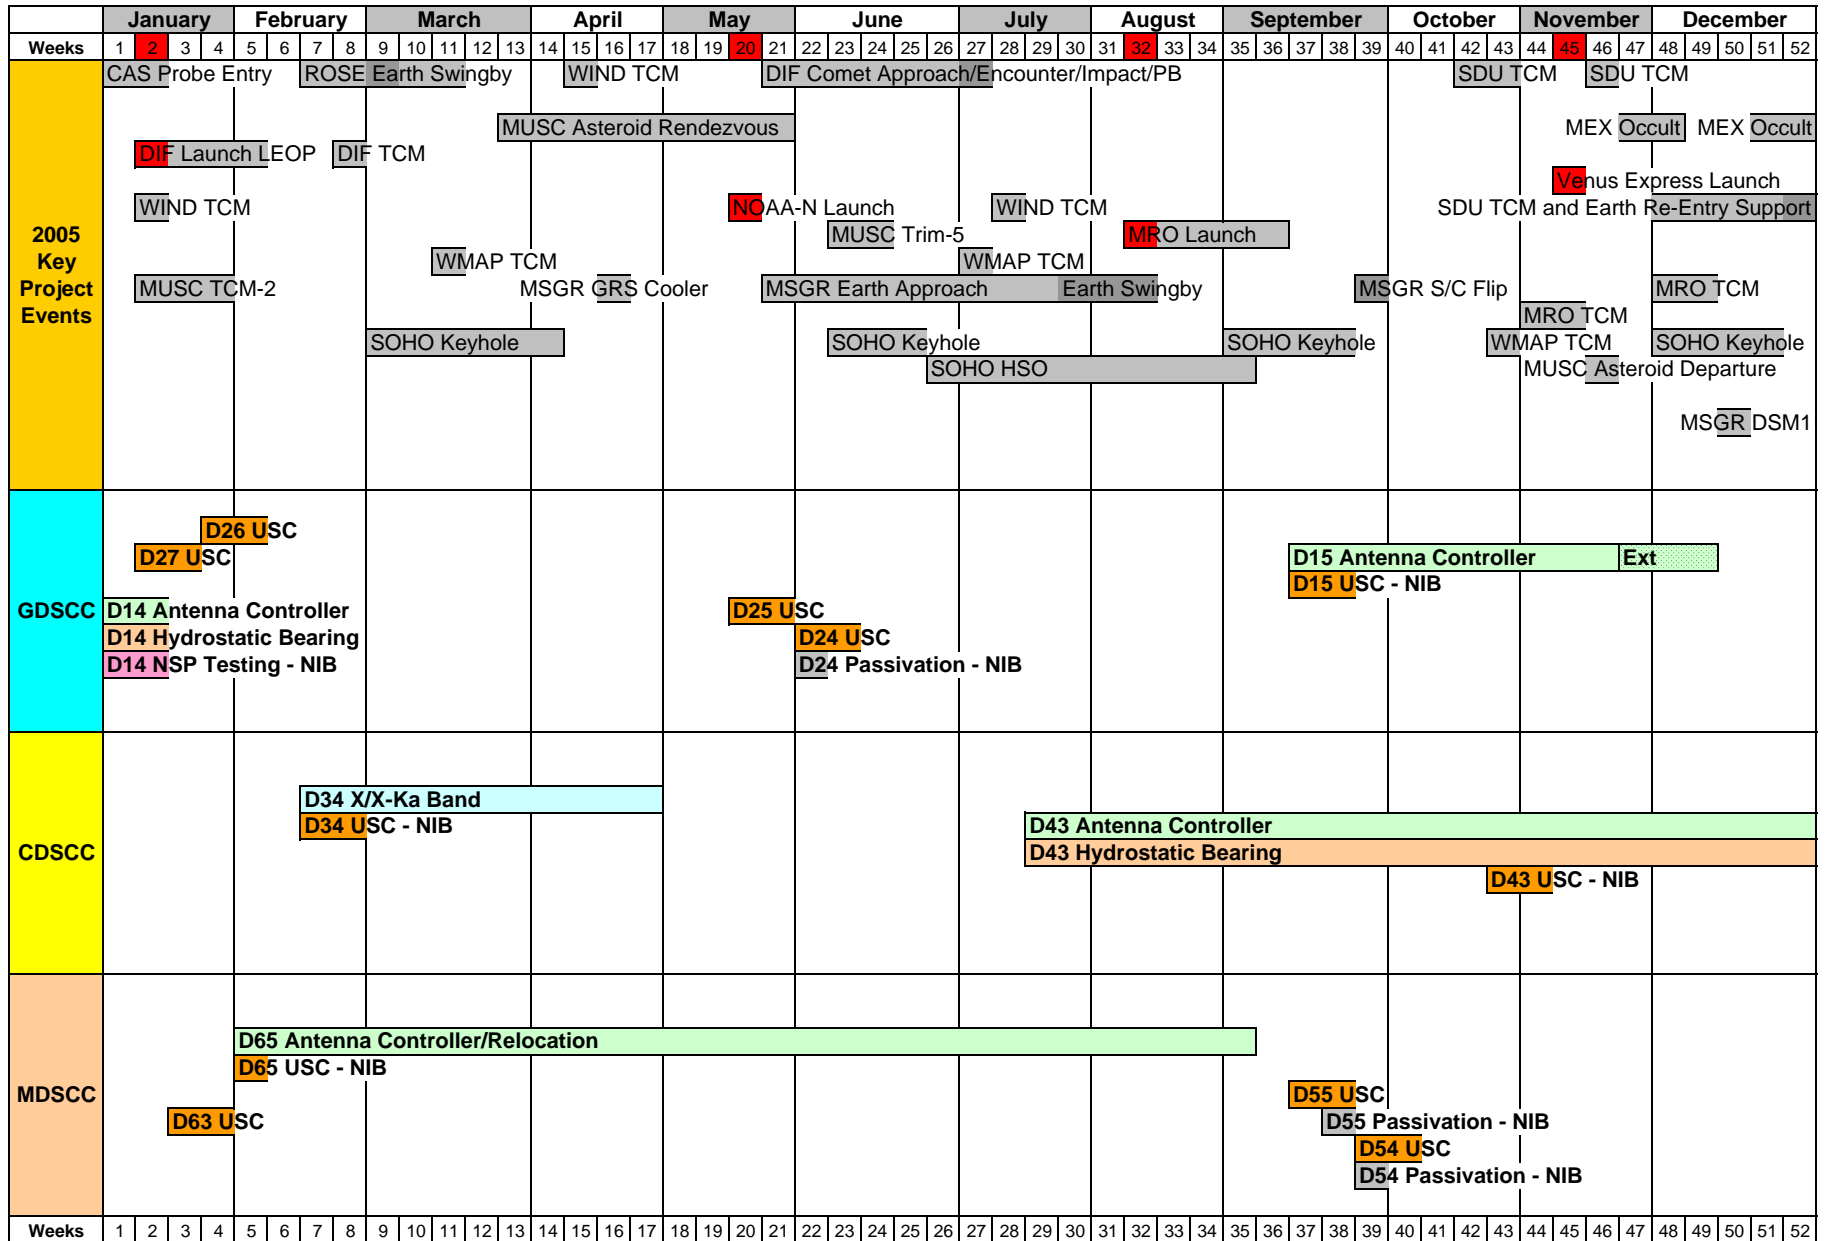 January February March April May June July August September October November December
Weeks 1 2 3 4 5 6 7 8 9 10 11 12 13 14 15 16 17 18 19 20 21 22 23 24 25 26 27 28 29 30 31 32 33 34 35 36 37 38 39 40 41 42 43 44 45 46 47 48 49 50 51 52
CAS Probe Entry ROSE Earth Swingby WIND TCM DIF Comet Approach/Encounter/Impact/PB SDU TCM SDU TCM
MUSC Asteroid Rendezvous MEX Occult MEX Occult
DIF Launch LEOP DIF TCM
Venus Express Launch
WIND TCM NOAA-N Launch WIND TCM SDU TCM and Earth Re-Entry Support
2005 MUSC Trim-5 MRO Launch
Key WMAP TCM WMAP TCM
Project MUSC TCM-2 MSGR GRS Cooler MSGR Earth Approach Earth Swingby MSGR S/C Flip MRO TCM
Events MRO TCM
SOHO Keyhole SOHO Keyhole SOHO Keyhole WMAP TCM SOHO Keyhole
SOHO HSO MUSC Asteroid Departure
MSGR DSM1
D26 USC
D27 USC D15 Antenna Controller Ext
D15 USC - NIB
GDSCC D14 Antenna Controller D25 USC
D14 Hydrostatic Bearing D24 USC
D14 NSP Testing - NIB D24 Passivation - NIB
D34 X/X-Ka Band
D34 USC - NIB D43 Antenna Controller
CDSCC D43 Hydrostatic Bearing
D43 USC - NIB
D65 Antenna Controller/Relocation
D65 USC - NIB
MDSCC D55 USC
D63 USC D55 Passivation - NIB
D54 USC
D54 Passivation - NIB
Weeks 1 2 3 4 5 6 7 8 9 10 11 12 13 14 15 16 17 18 19 20 21 22 23 24 25 26 27 28 29 30 31 32 33 34 35 36 37 38 39 40 41 42 43 44 45 46 47 48 49 50 51 52